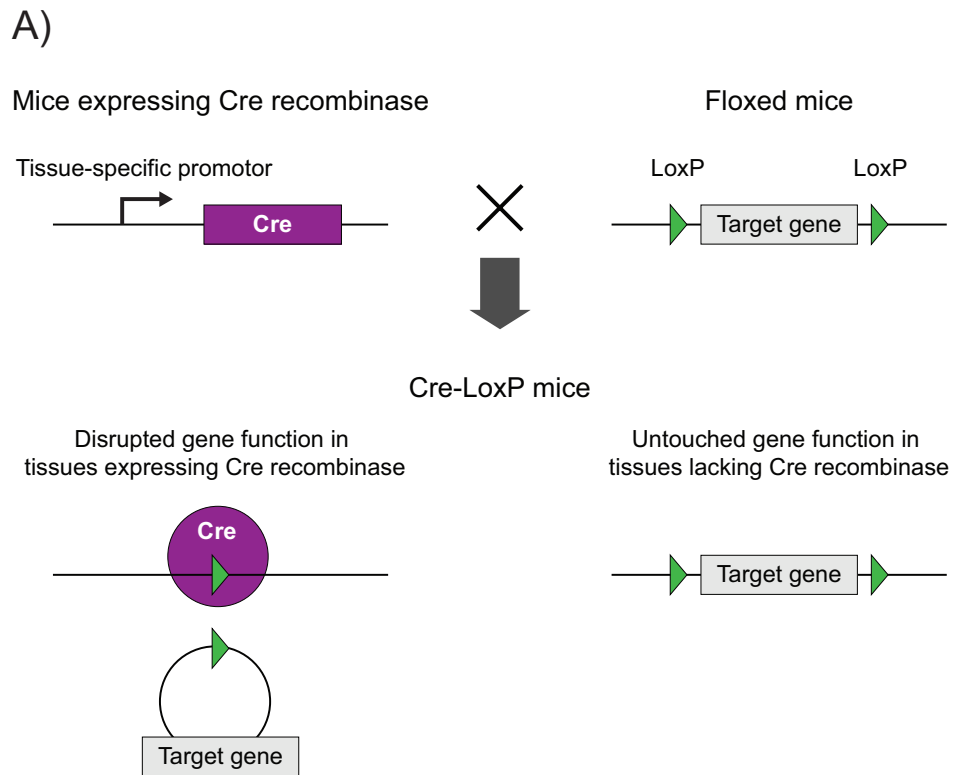 A)
Mice expressing Cre recombinase
Floxed mice
Tissue-specific promotor
LoxP
LoxP
Cre
Target gene
Cre-LoxP mice
Disrupted gene function in
tissues expressing Cre recombinase
Untouched gene function in
tissues lacking Cre recombinase
Cre
Target gene
Target gene